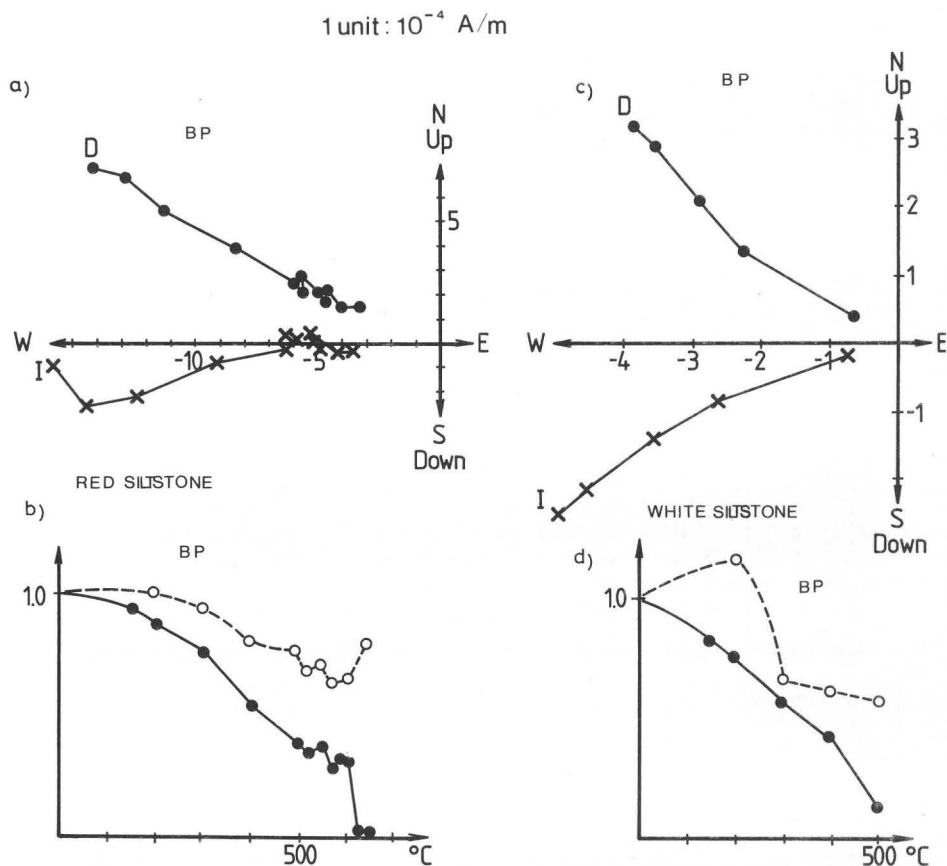 1 unit : 10⁻⁴ A/m
a)
BP
D
N
Up
5
W
-10
-5
E
I
S
Down
c)
BP
D
N
Up
3
2
1
W
-4
-3
-2
-1
E
-1
I
S
Down
RED SILTSTONE
b)
BP
1.0
500
°C
WHITE SILTSTONE
d)
BP
1.0
500 °C